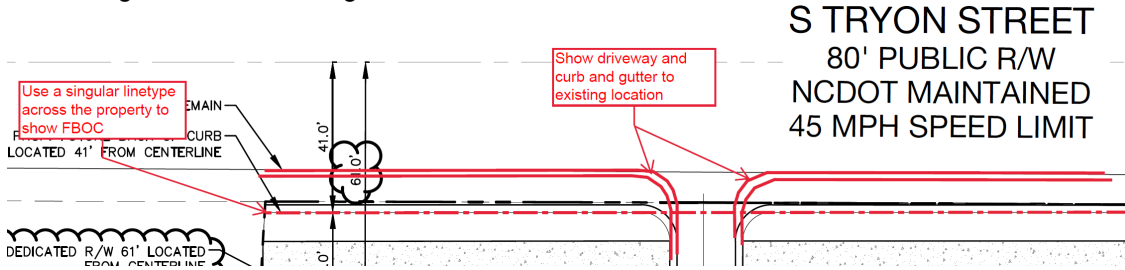 S TRYON STREET
80' PUBLIC R/W
NCDOT MAINTAINED
45 MPH SPEED LIMIT
Show driveway and
curb and gutter to
existing location
Use a singular linetype
across the property to
show FBOC
EMAIN
CURB
LOCATED 41' FROM CENTERLINE
41.0'
61.0'
DEDICATED R/W 61' LOCATED
FROM CENTERLINE